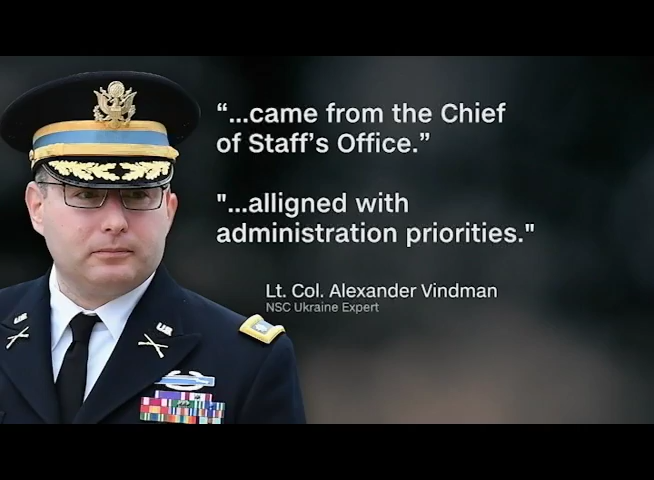 “...came from the Chief
of Staff’s Office.”
"...alligned with
administration priorities."
Lt. Col. Alexander Vindman
NSC Ukraine Expert